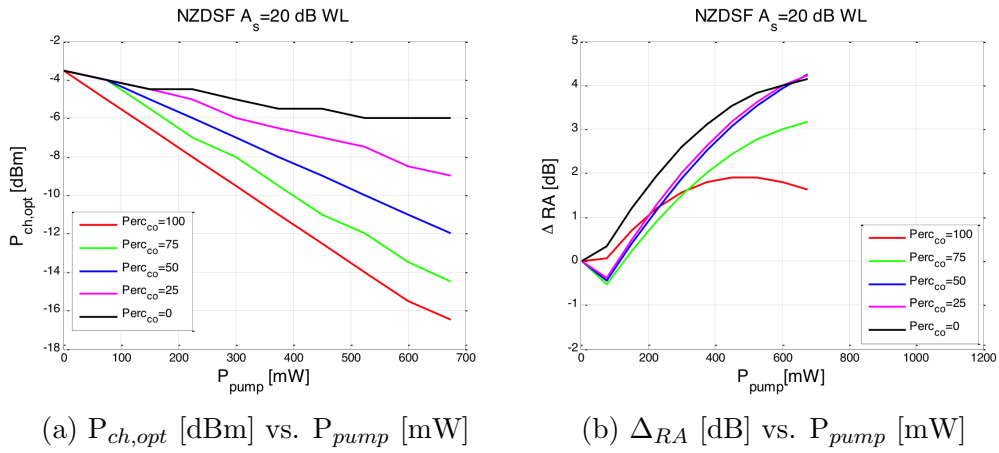 NZDSF A_s=20 dB WL
-2
-4
-6
-8
-10
-12
-14
-16
-18
P_ch,opt [dBm]
Perc_co=100
Perc_co=75
Perc_co=50
Perc_co=25
Perc_co=0
0 100 200 300 400 500 600 700
P_pump [mW]
(a) P_ch,opt [dBm] vs. P_pump [mW]
NZDSF A_s=20 dB WL
5
4
3
2
1
0
-1
-2
Δ RA [dB]
Perc_co=100
Perc_co=75
Perc_co=50
Perc_co=25
Perc_co=0
0 200 400 600 800 1000 1200
P_pump [mW]
(b) Δ_RA [dB] vs. P_pump [mW]